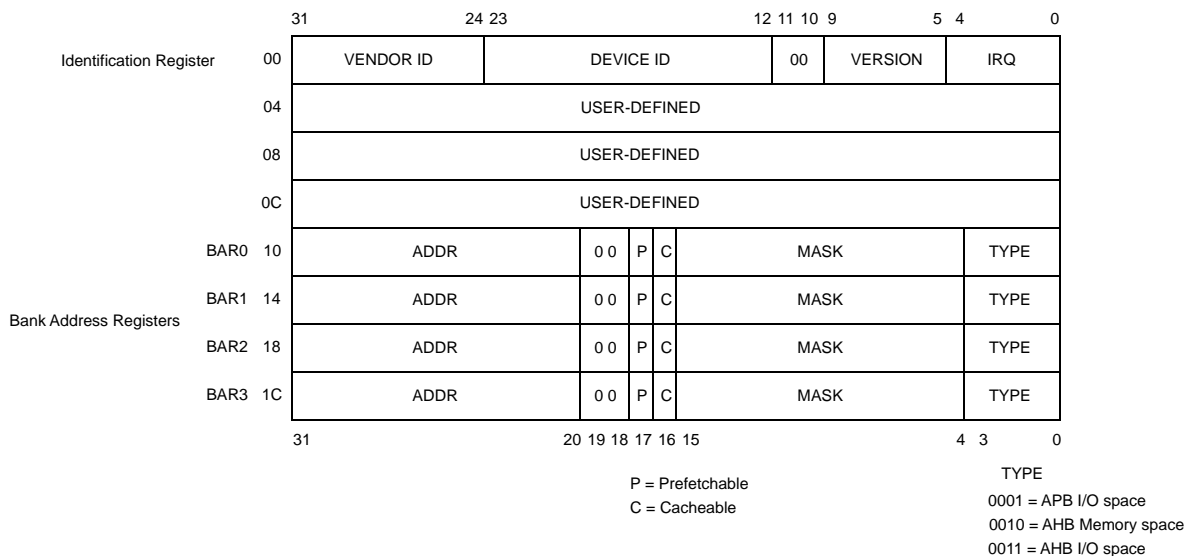 31 24 23 12 11 10 9 5 4 0
Identification Register 00 VENDOR ID DEVICE ID 00 VERSION IRQ
04 USER-DEFINED
08 USER-DEFINED
0C USER-DEFINED
BAR0 10 ADDR 0 0 P C MASK TYPE
BAR1 14 ADDR 0 0 P C MASK TYPE
Bank Address Registers
BAR2 18 ADDR 0 0 P C MASK TYPE
BAR3 1C ADDR 0 0 P C MASK TYPE
31 20 19 18 17 16 15 4 3 0
P = Prefetchable
C = Cacheable
TYPE
0001 = APB I/O space
0010 = AHB Memory space
0011 = AHB I/O space